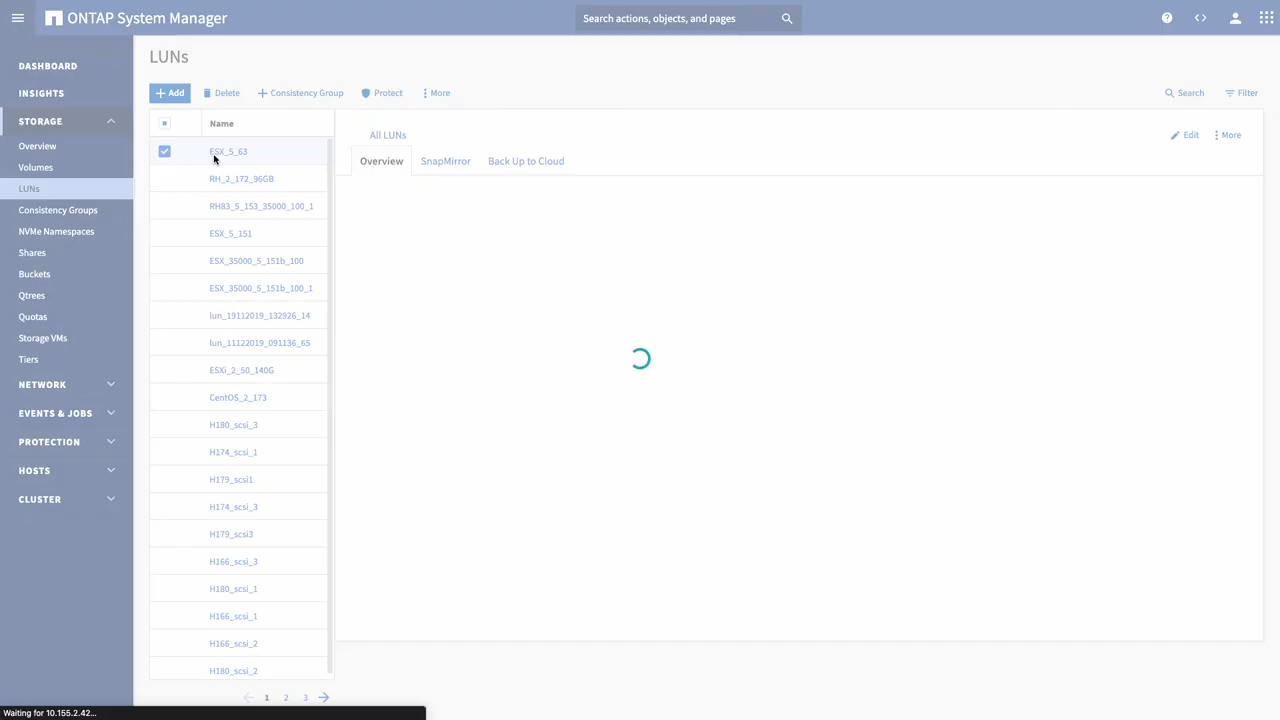 ONTAP System Manager
Search actions, objects, and pages
DASHBOARD
INSIGHTS
STORAGE
Overview
Volumes
LUNs
Consistency Groups
NVMe Namespaces
Shares
Buckets
Qtrees
Quotas
Storage VMs
Tiers
NETWORK
EVENTS & JOBS
PROTECTION
HOSTS
CLUSTER
LUNs
Add Delete Consistency Group Protect More Search Filter
Name
ESX_5_63
RH_2_172_96GB
RH83_5_153_35000_100_1
ESX_5_151
ESX_35000_5_151b_100
ESX_35000_5_151b_100_1
lun_19112019_132926_14
lun_11122019_091136_65
ESXi_2_50_140G
CentOS_2_173
H180_scsi_3
H174_scsi_1
H179_scsi1
H174_scsi_3
H179_scsi3
H166_scsi_3
H180_scsi_1
H166_scsi_1
H166_scsi_2
H180_scsi_2
1 2 3
All LUNs
Edit More
Overview SnapMirror Back Up to Cloud
Waiting for 10.155.2.42...